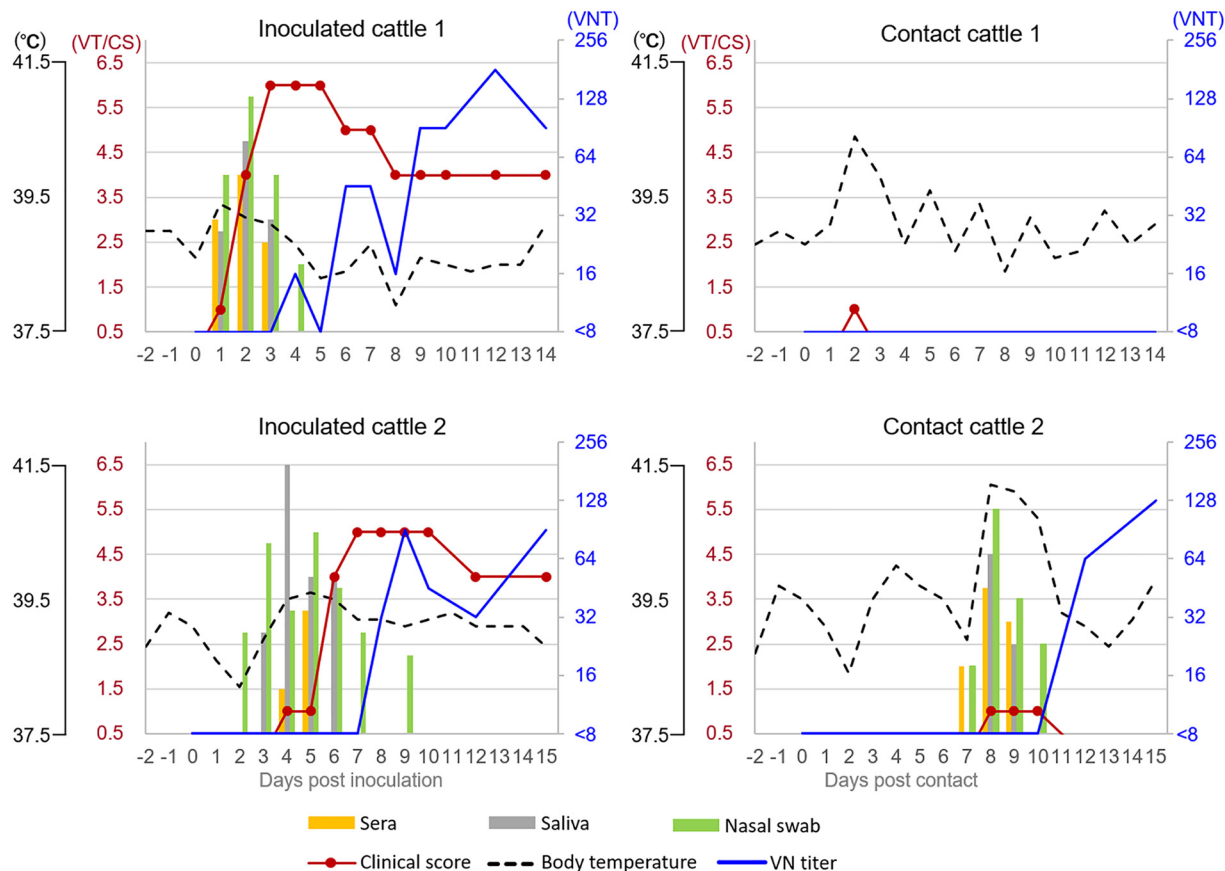 Inoculated cattle 1
(°C) (VT/CS) (VNT)
6.5 256
41.5
5.5 128
4.5 64
39.5 3.5 32
2.5 16
1.5
37.5 0.5 <8
-2 -1 0 1 2 3 4 5 6 7 8 9 10 12 13 14
Contact cattle 1
(°C) (VT/CS) (VNT)
6.5 256
41.5
5.5 128
4.5 64
39.5 3.5 32
2.5 16
1.5
37.5 0.5 <8
-2 -1 0 1 2 3 4 5 6 7 8 9 10 11 12 13 14
Inoculated cattle 2
6.5 256
41.5
5.5 128
4.5 64
39.5 3.5 32
2.5 16
1.5
37.5 0.5 <8
-2 -1 0 1 2 3 4 5 6 7 8 9 10 12 14 15
Days post inoculation
Contact cattle 2
6.5 256
41.5
5.5 128
4.5 64
39.5 3.5 32
2.5 16
1.5
37.5 0.5 <8
-2 -1 0 1 2 3 4 5 6 7 8 9 10 11 12 13 14 15
Days post contact
Sera Saliva Nasal swab
Clinical score Body temperature VN titer